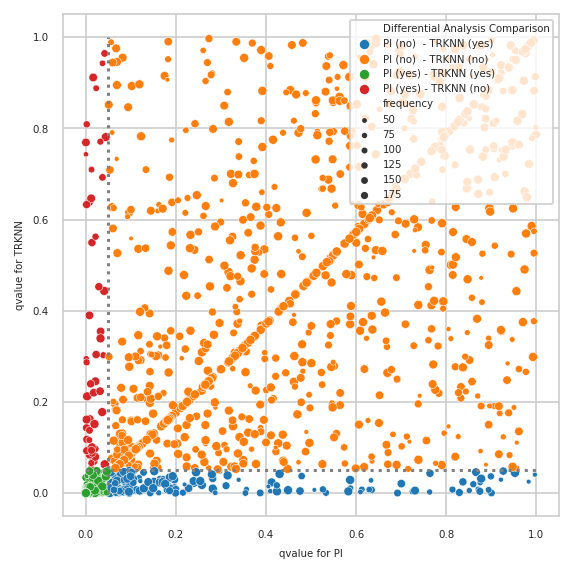 Differential Analysis Comparison
PI (no)  - TRKNN (yes)
PI (no) - TRKNN (no)
PI (yes) - TRKNN (yes)
PI (yes) - TRKNN (no)
frequency
50
75
100
125
150
175
qvalue for TRKNN
1.0
0.8
0.6
0.4
0.2
0.0
0.0 0.2 0.4 0.6 0.8 1.0
qvalue for PI